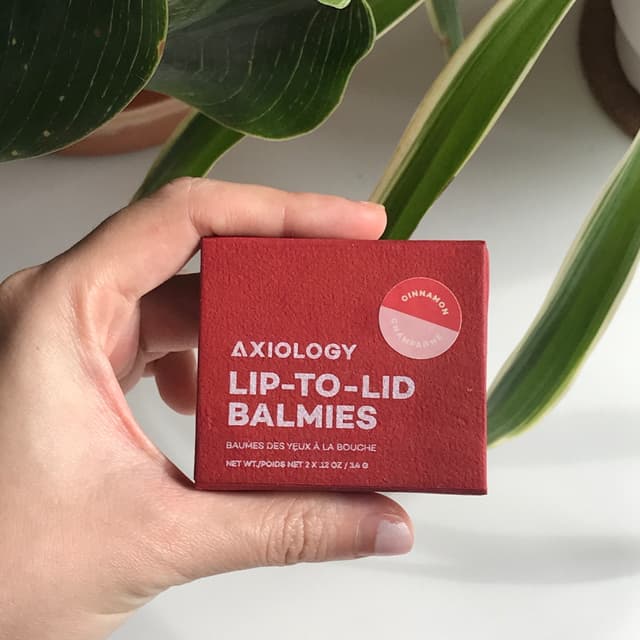 CINNAMON
CHAMPAGNE
AXIOLOGY
LIP-TO-LID
BALMIES
BAUMES DES YEUX À LA BOUCHE
NET WT./POIDS NET 2 X .12 OZ / 3.4 G